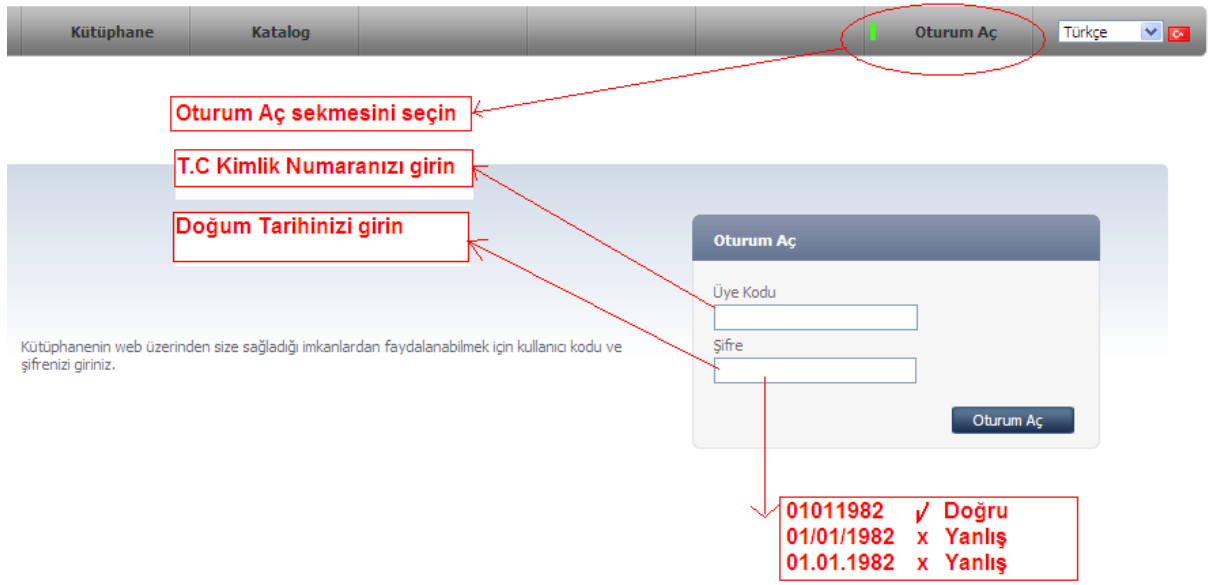 Kütüphane Katalog Oturum Aç Türkçe
Oturum Aç sekmesini seçin
T.C Kimlik Numaranızı girin
Doğum Tarihinizi girin
Oturum Aç
Üye Kodu
Kütüphanenin web üzerinden size sağladığı imkanlardan faydalanabilmek için kullanıcı kodu ve
şifrenizi giriniz.
Şifre
Oturum Aç
01011982 √ Doğru
01/01/1982 x Yanlış
01.01.1982 x Yanlış